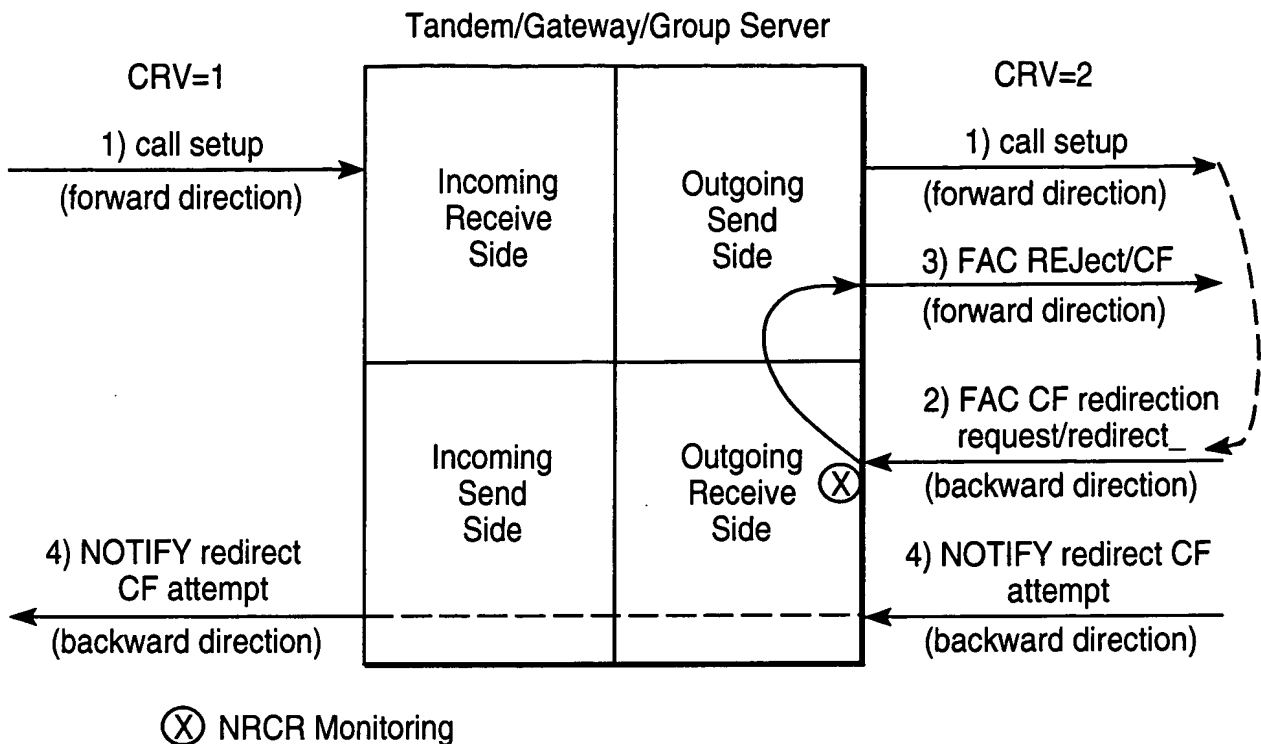 Tandem/Gateway/Group Server
CRV=1
CRV=2
1) call setup
(forward direction)
1) call setup
(forward direction)
Incoming
Receive
Side
Outgoing
Send
Side
3) FAC REJect/CF
(forward direction)
2) FAC CF redirection
request/redirect_
(backward direction)
Incoming
Send
Side
Outgoing
Receive
Side
X
4) NOTIFY redirect
CF attempt
(backward direction)
4) NOTIFY redirect CF
attempt
(backward direction)
X NRCR Monitoring